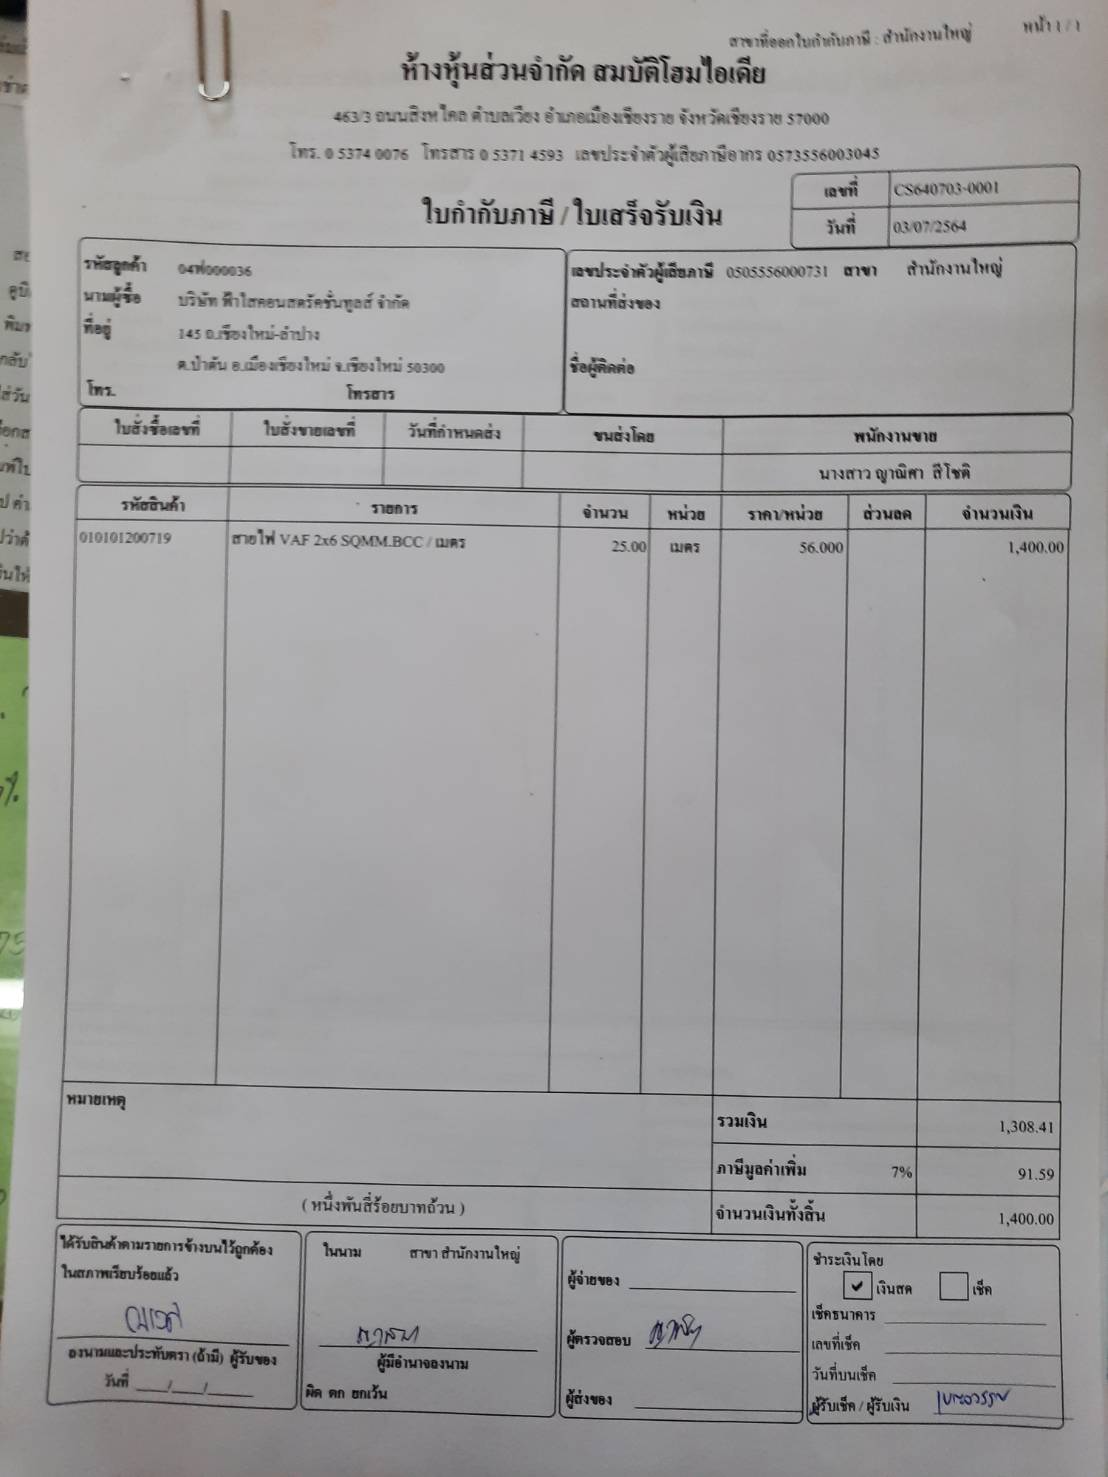 สาขาที่ออกใบกำกับภาษี : สำนักงานใหญ่ หน้า 1 / 1
ห้างหุ้นส่วนจำกัด สมบัติโฮมไอเดีย
463/3 ถนนสิงหไคล ตำบลเวียง อำเภอเมืองเชียงราย จังหวัดเชียงราย 57000
โทร. 0 5374 0076 โทรสาร 0 5371 4593 เลขประจำตัวผู้เสียภาษีอากร 0573556003045
ใบกำกับภาษี / ใบเสร็จรับเงิน
เลขที่ CS640703-0001
วันที่ 03/07/2564
รหัสลูกค้า 04ฟ000036
นามผู้ซื้อ บริษัท ฟ้าใสคอนสตรัคชั่นทูลส์ จำกัด
ที่อยู่ 145 ถ.เชียงใหม่-ลำปาง
ต.ป่าตัน อ.เมืองเชียงใหม่ จ.เชียงใหม่ 50300
โทร. โทรสาร
เลขประจำตัวผู้เสียภาษี 0505556000731 สาขา สำนักงานใหญ่
สถานที่ส่งของ
ชื่อผู้ติดต่อ
ใบสั่งซื้อเลขที่ ใบสั่งขายเลขที่ วันที่กำหนดส่ง ขนส่งโดย พนักงานขาย
นางสาว ญาณิศา สีโชติ
รหัสสินค้า รายการ จำนวน หน่วย ราคา/หน่วย ส่วนลด จำนวนเงิน
010101200719 สายไฟ VAF 2x6 SQMM.BCC / เมตร 25.00 เมตร 56.000 1,400.00
หมายเหตุ
รวมเงิน 1,308.41
ภาษีมูลค่าเพิ่ม 7% 91.59
( หนึ่งพันสี่ร้อยบาทถ้วน ) จำนวนเงินทั้งสิ้น 1,400.00
ได้รับสินค้าตามรายการข้างบนไว้ถูกต้อง
ในสภาพเรียบร้อยแล้ว
ลงนามและประทับตรา (ถ้ามี) ผู้รับของ
วันที่ ___/___/____
ในนาม สาขา สำนักงานใหญ่
ผู้มีอำนาจลงนาม
ผิด ตก ยกเว้น
ผู้จ่ายของ
ผู้ตรวจสอบ
ผู้ส่งของ
ชำระเงินโดย
เงินสด เช็ค
เช็คธนาคาร
เลขที่เช็ค
วันที่บนเช็ค
ผู้รับเช็ค / ผู้รับเงิน